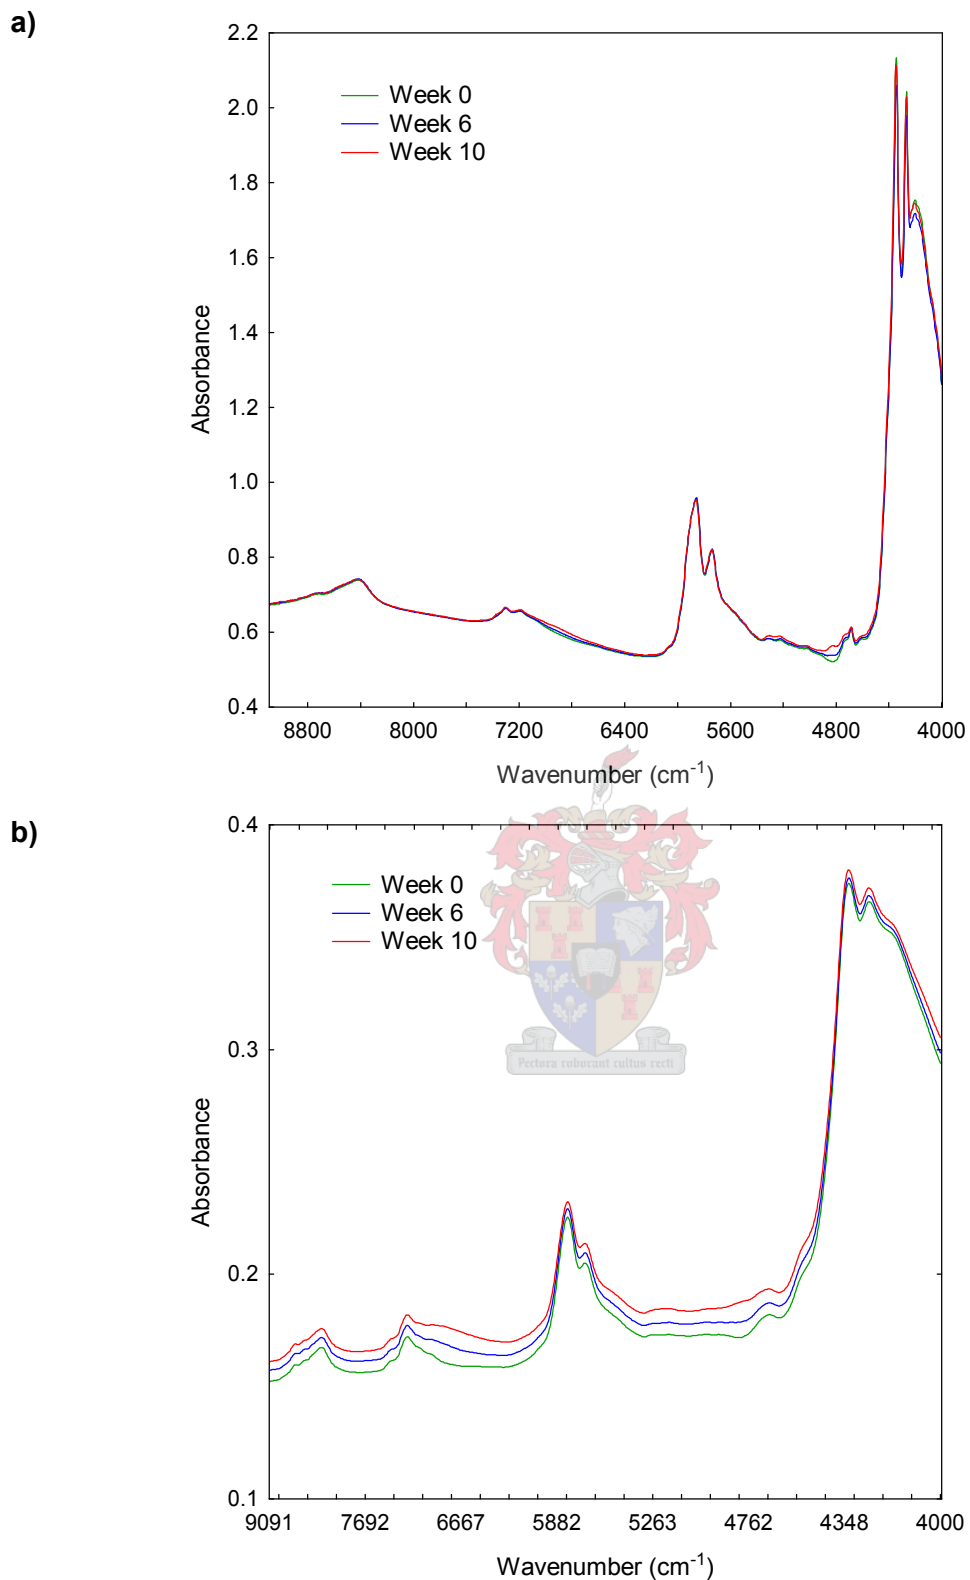 a)
2.2
2.0
1.8
1.6
1.4
1.2
1.0
0.8
0.6
0.4
Absorbance
Week 0
Week 6
Week 10
8800 8000 7200 6400 5600 4800 4000
Wavenumber (cm⁻¹)
b)
0.4
0.3
0.2
0.1
Absorbance
Week 0
Week 6
Week 10
Pectora roborant cultus recti
9091 7692 6667 5882 5263 4762 4348 4000
Wavenumber (cm⁻¹)